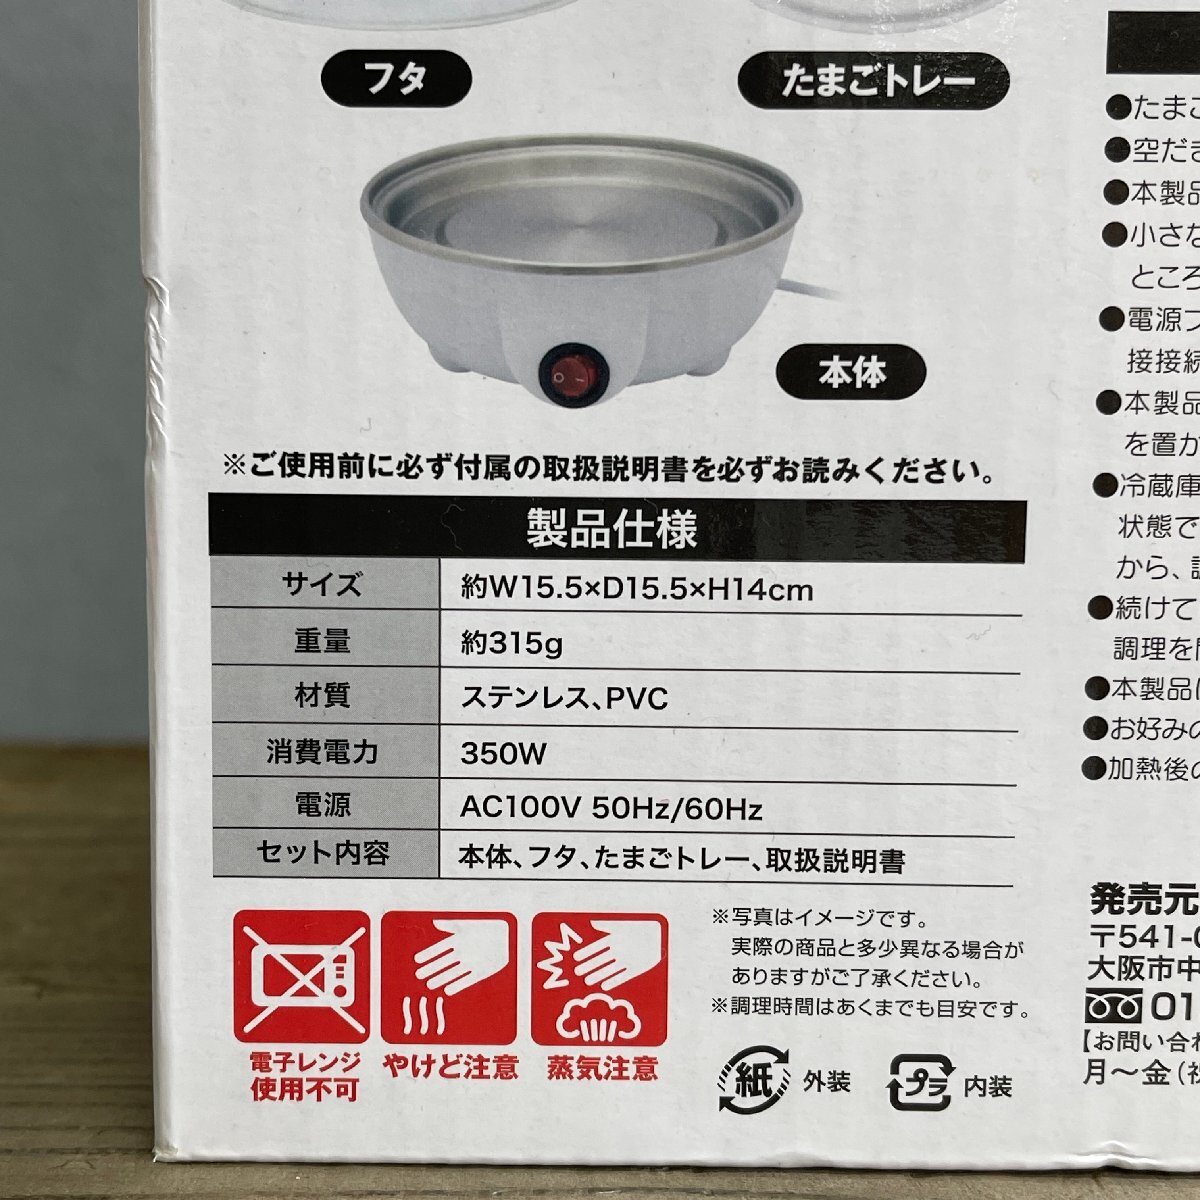 フタ
たまごトレー
本体
※ご使用前に必ず付属の取扱説明書を必ずお読みください。
製品仕様
サイズ 約W15.5×D15.5×H14cm
重量 約315g
材質 ステンレス、PVC
消費電力 350W
電源 AC100V 50Hz/60Hz
セット内容 本体、フタ、たまごトレー、取扱説明書
電子レンジ
使用不可
やけど注意
蒸気注意
※写真はイメージです。
実際の商品と多少異なる場合が
ありますがご了承ください。
※調理時間はあくまでも目安です。
紙 外装
プラ 内装
●たまご
●空だき
●本製品
●小さな
ところ
●電源プ
接接続
●本製品
を置か
●冷蔵庫
状態で
から、
●続けて
調理を
●本製品
●お好みの
●加熱後の
発売元
〒541-0
大阪市中
01
【お問い合わ
月～金(祝